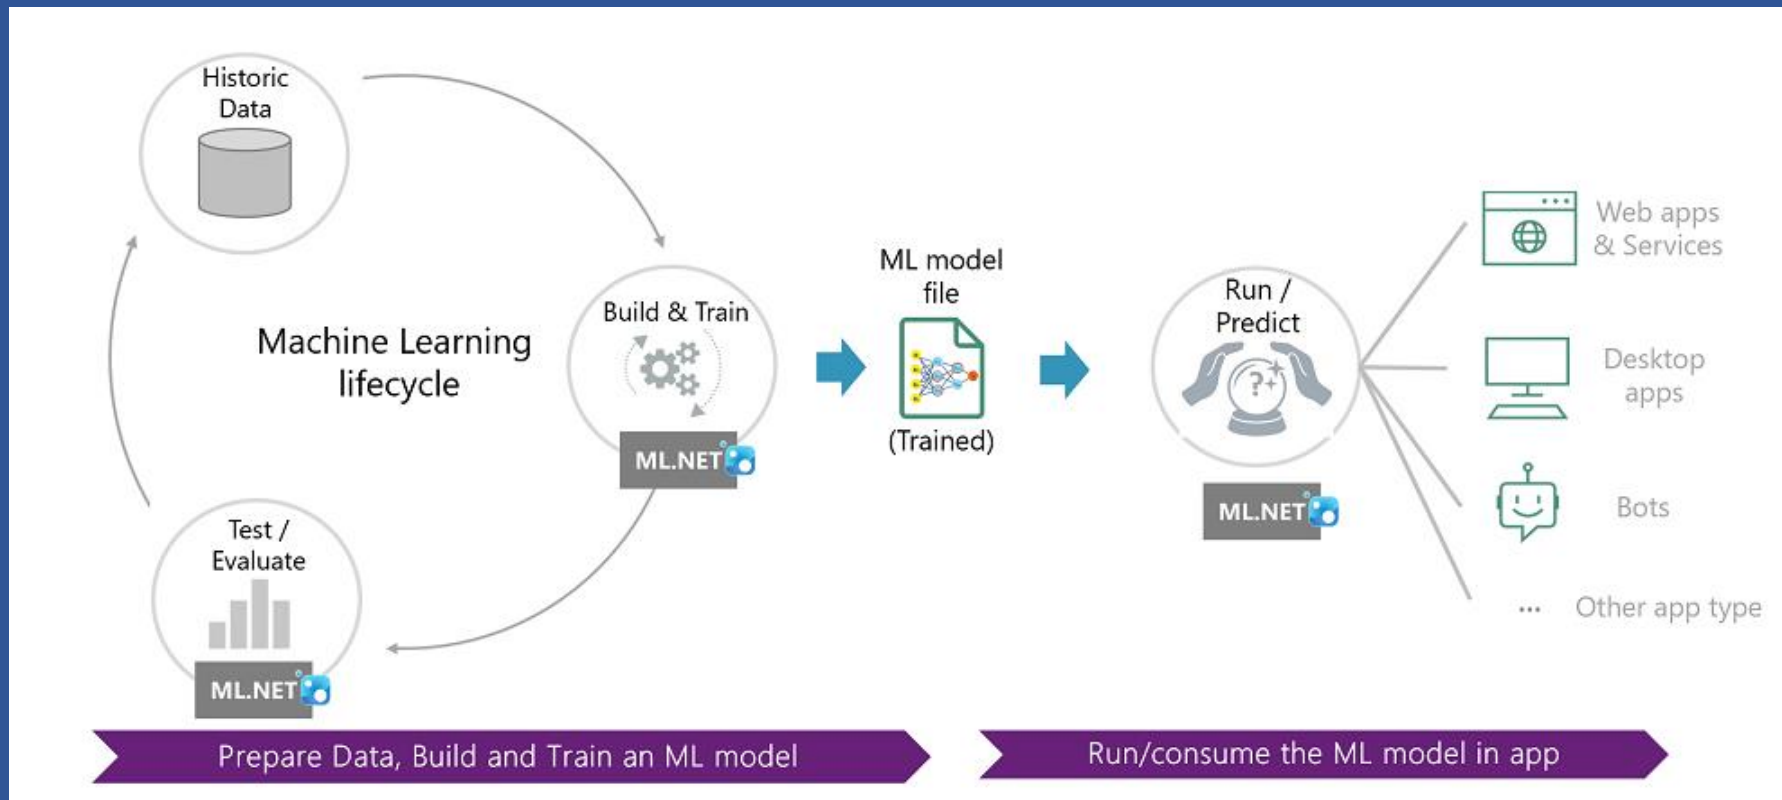 Historic
Data
Machine Learning
lifecycle
Build & Train
ML.NET
Test /
Evaluate
ML.NET
ML model
file
(Trained)
Run /
Predict
?
ML.NET
Web apps
& Services
Desktop
apps
Bots
... Other app type
Prepare Data, Build and Train an ML model
Run/consume the ML model in app